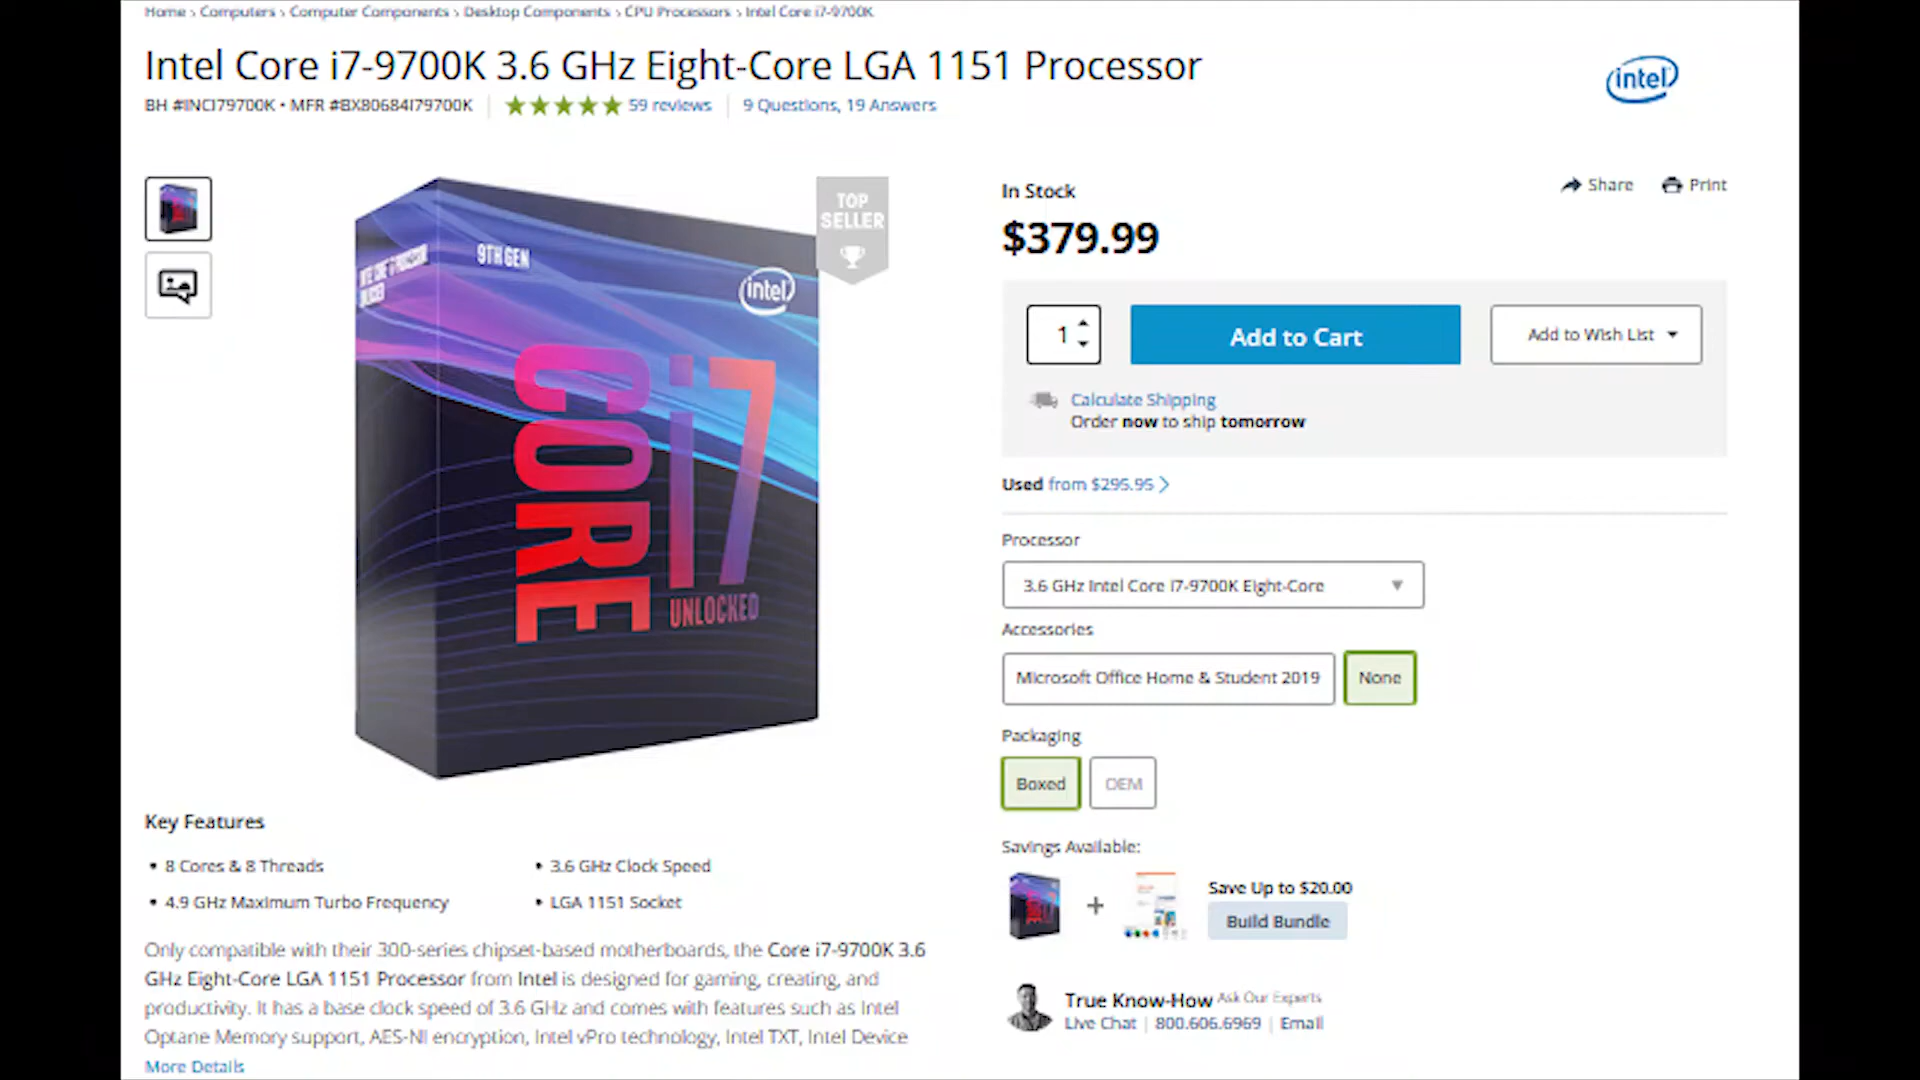 Home › Computers › Computer Components › Desktop Components › CPU Processors › Intel Core i7-9700K
Intel Core i7-9700K 3.6 GHz Eight-Core LGA 1151 Processor
BH #INCI79700K • MFR #BX80684I79700K
59 reviews
9 Questions, 19 Answers
intel
TOP
SELLER
9TH GEN
intel
CORE
i7
UNLOCKED
In Stock
Share
Print
$379.99
1
Add to Cart
Add to Wish List
Calculate Shipping
Order now to ship tomorrow
Used from $295.95
Processor
3.6 GHz Intel Core i7-9700K Eight-Core
Accessories
Microsoft Office Home & Student 2019
None
Packaging
Boxed
OEM
Savings Available:
+
Save Up to $20.00
Build Bundle
True Know-How Ask Our Experts
Live Chat | 800.606.6969 | Email
Key Features
• 8 Cores & 8 Threads
• 3.6 GHz Clock Speed
• 4.9 GHz Maximum Turbo Frequency
• LGA 1151 Socket
Only compatible with their 300-series chipset-based motherboards, the Core i7-9700K 3.6
GHz Eight-Core LGA 1151 Processor from Intel is designed for gaming, creating, and
productivity. It has a base clock speed of 3.6 GHz and comes with features such as Intel
Optane Memory support, AES-NI encryption, Intel vPro technology, Intel TXT, Intel Device
More Details